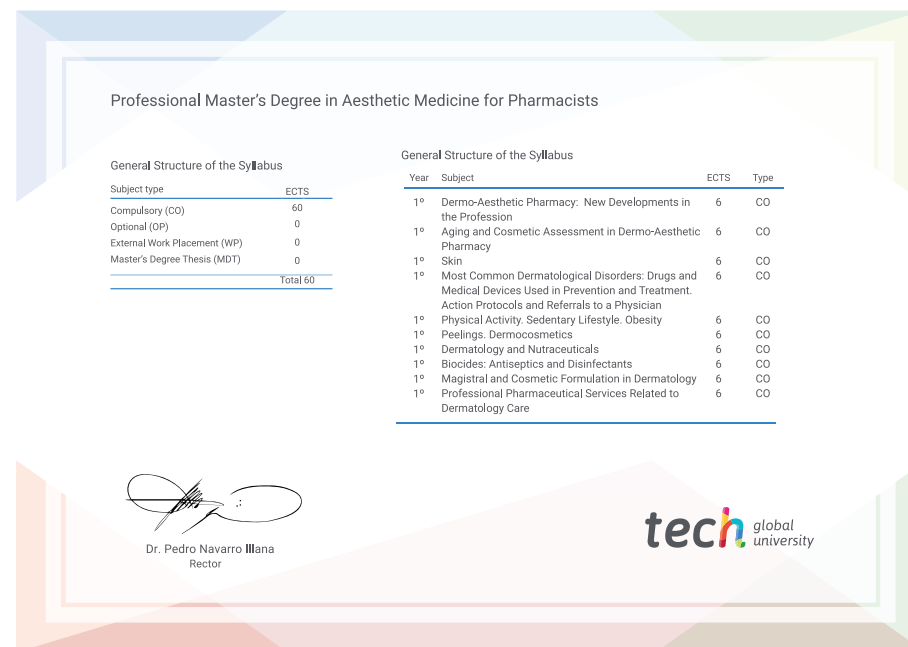 Professional Master's Degree in Aesthetic Medicine for Pharmacists
General Structure of the Syllabus
Subject type ECTS
Compulsory (CO) 60
Optional (OP) 0
External Work Placement (WP) 0
Master's Degree Thesis (MDT) 0
Total 60
General Structure of the Syllabus
Year Subject ECTS Type
1º Dermo-Aesthetic Pharmacy: New Developments in 6 CO
the Profession
1º Aging and Cosmetic Assessment in Dermo-Aesthetic 6 CO
Pharmacy
1º Skin 6 CO
1º Most Common Dermatological Disorders: Drugs and 6 CO
Medical Devices Used in Prevention and Treatment.
Action Protocols and Referrals to a Physician
1º Physical Activity. Sedentary Lifestyle. Obesity 6 CO
1º Peelings. Dermocosmetics 6 CO
1º Dermatology and Nutraceuticals 6 CO
1º Biocides: Antiseptics and Disinfectants 6 CO
1º Magistral and Cosmetic Formulation in Dermatology 6 CO
1º Professional Pharmaceutical Services Related to 6 CO
Dermatology Care
Dr. Pedro Navarro Illana
Rector
tech global
university